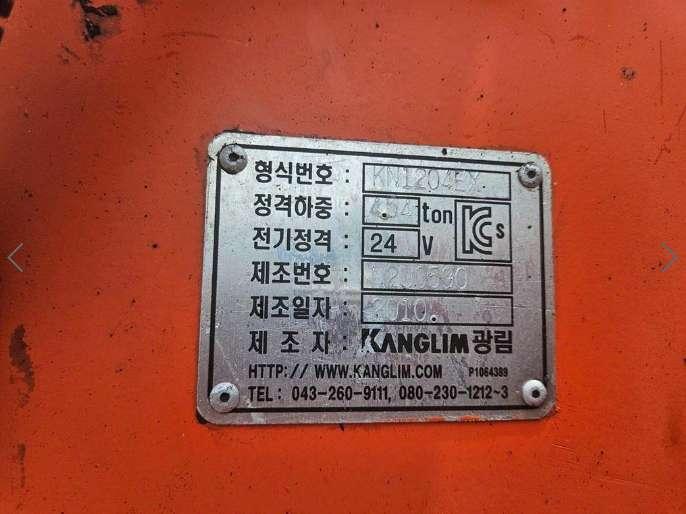 형식번호 : KN1204EX
정격하중 : ton
전기정격 : 24 V
제조번호 :
제조일자 : 2010.
제 조 자 : KANGLIM 광림
HTTP:// WWW.KANGLIM.COM P1064389
TEL : 043-260-9111, 080-230-1212~3